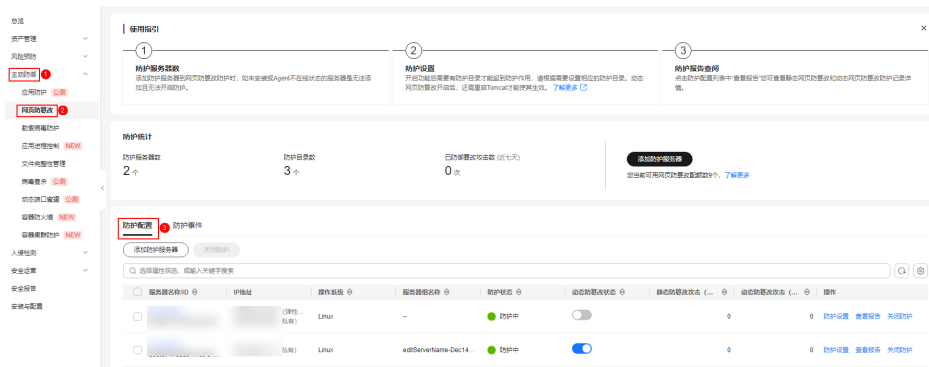 总览
资产管理
风险预防
主动防御 1
应用防护 公测
网页防篡改 2
勒索病毒防护
应用进程控制 NEW
文件完整性管理
病毒查杀 公测
动态端口蜜罐 公测
容器防火墙 NEW
容器集群防护 NEW
入侵检测
安全运营
安全报告
安装与配置
使用指引
1
防护服务器数
添加防护服务器到网页防篡改防护时，如未安装或Agent不在线状态的服务器是无法添
加且无法开启防护。
2
防护设置
开启功能后需要有防护目录才能起到防护作用，请根据需要设置相应的防护目录。动态
网页防篡改开启后，还需重启Tomcat才能使其生效。 了解更多
3
防护报告查阅
点击防护配置列表中“查看报告”您可查看静态网页防篡改和动态网页防篡改防护记录详
情。
防护统计
防护服务器数
2 个
防护目录数
3 个
已防御篡改攻击数 (近七天)
0 次
添加防护服务器
您当前可用网页防篡改配额数9个。了解更多
防护配置 3 防护事件
添加防护服务器 关闭防护
选择属性筛选，或输入关键字搜索
服务器名称/ID IP地址 操作系统 服务器组名称 防护状态 动态防篡改状态 静态防篡改攻击 (... 动态防篡改攻击 (... 操作
(弹性...
私有) Linux -- 防护中 0 0 防护设置 查看报告 关闭防护
私有) Linux editServerName-Dec14... 防护中 0 0 防护设置 查看报告 关闭防护